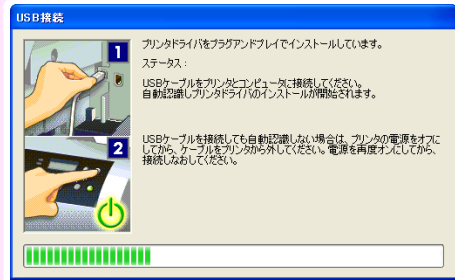 USB接続
1
プリンタドライバをプラグアンドプレイでインストールしています。
ステータス:
USBケーブルをプリンタとコンピュータに接続してください。
自動認識しプリンタドライバのインストールが開始されます。
2
USBケーブルを接続しても自動認識しない場合は、プリンタの電源をオフに
してから、ケーブルをプリンタから外してください。電源を再度オンにしてから、
接続しなおしてください。